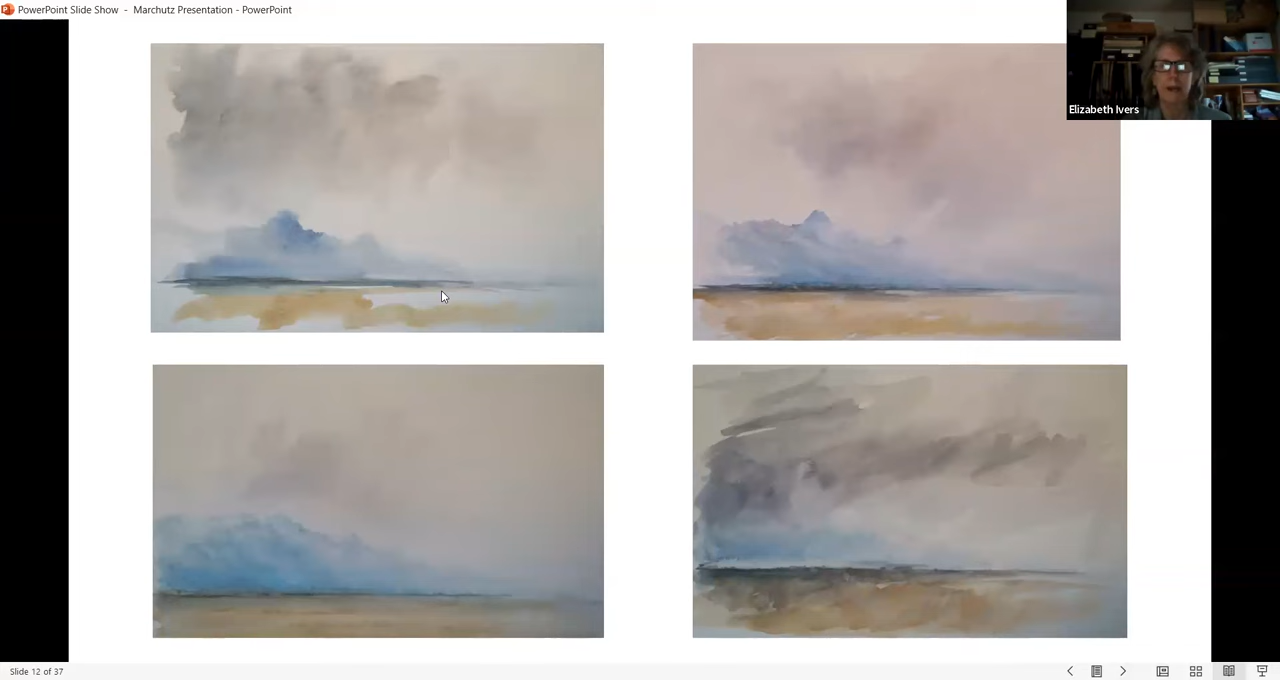 PowerPoint Slide Show - Marchutz Presentation - PowerPoint
Elizabeth Ivers
Slide 12 of 37